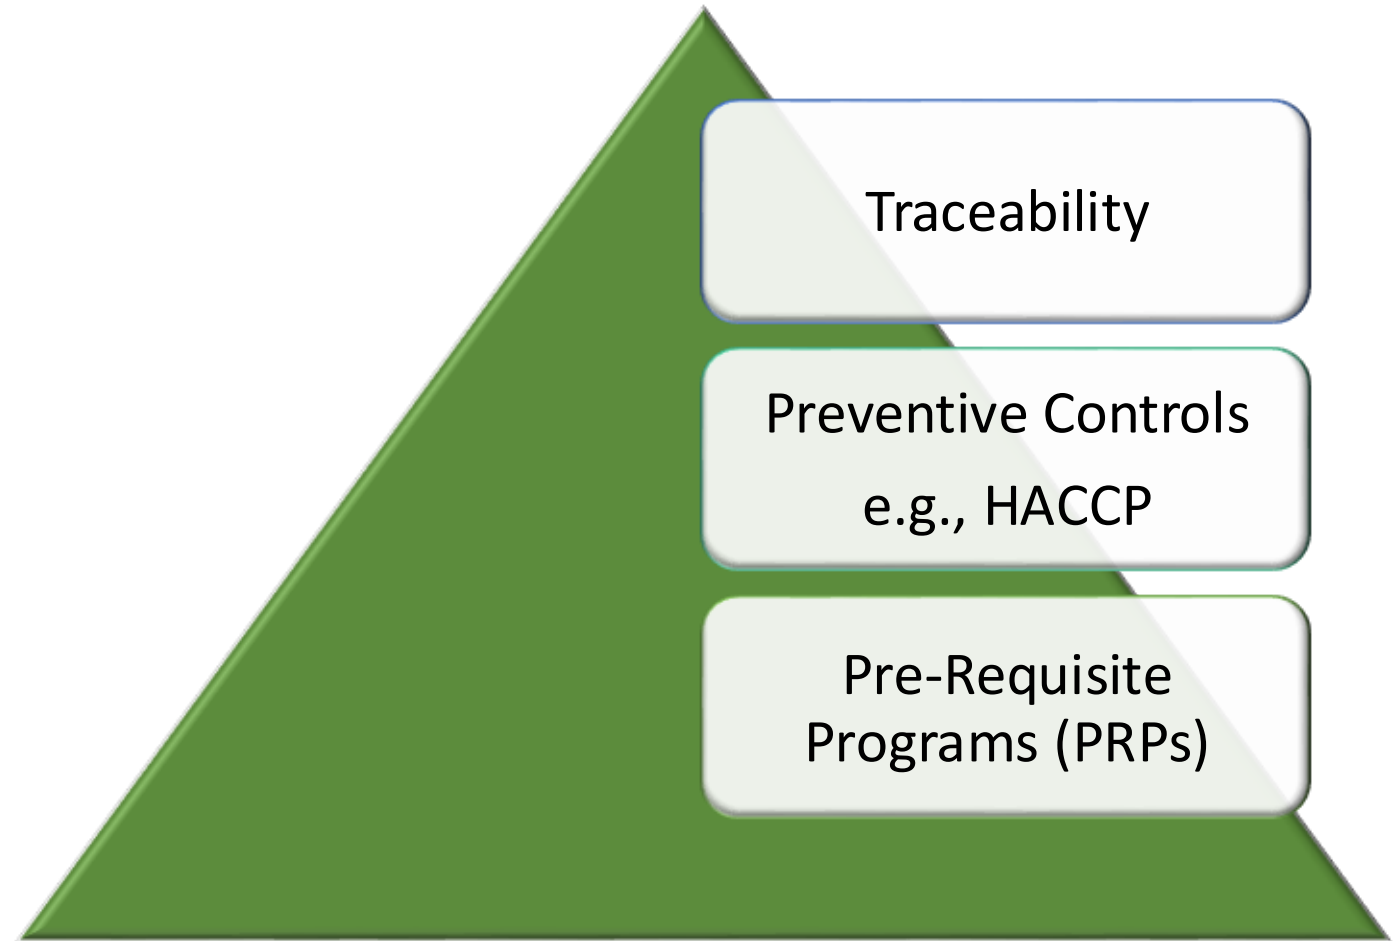 Traceability
Preventive Controls
e.g., HACCP
Pre-Requisite
Programs (PRPs)